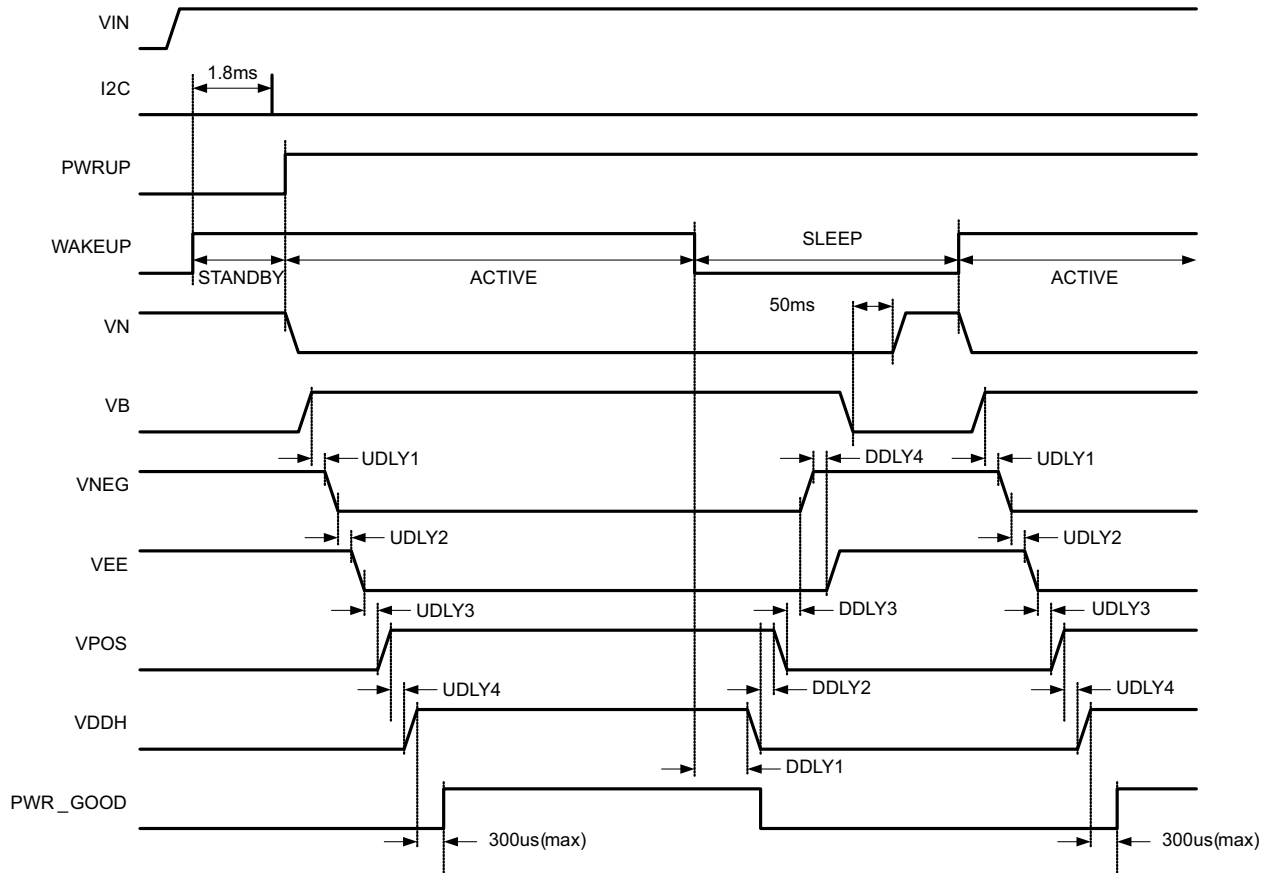 VIN
1.8ms
I2C
PWRUP
WAKEUP
SLEEP
STANDBY
ACTIVE
ACTIVE
50ms
VN
VB
UDLY1
DDLY4
UDLY1
VNEG
UDLY2
UDLY2
VEE
UDLY3
DDLY3
UDLY3
VPOS
UDLY4
DDLY2
UDLY4
VDDH
DDLY1
PWR_GOOD
300us(max)
300us(max)